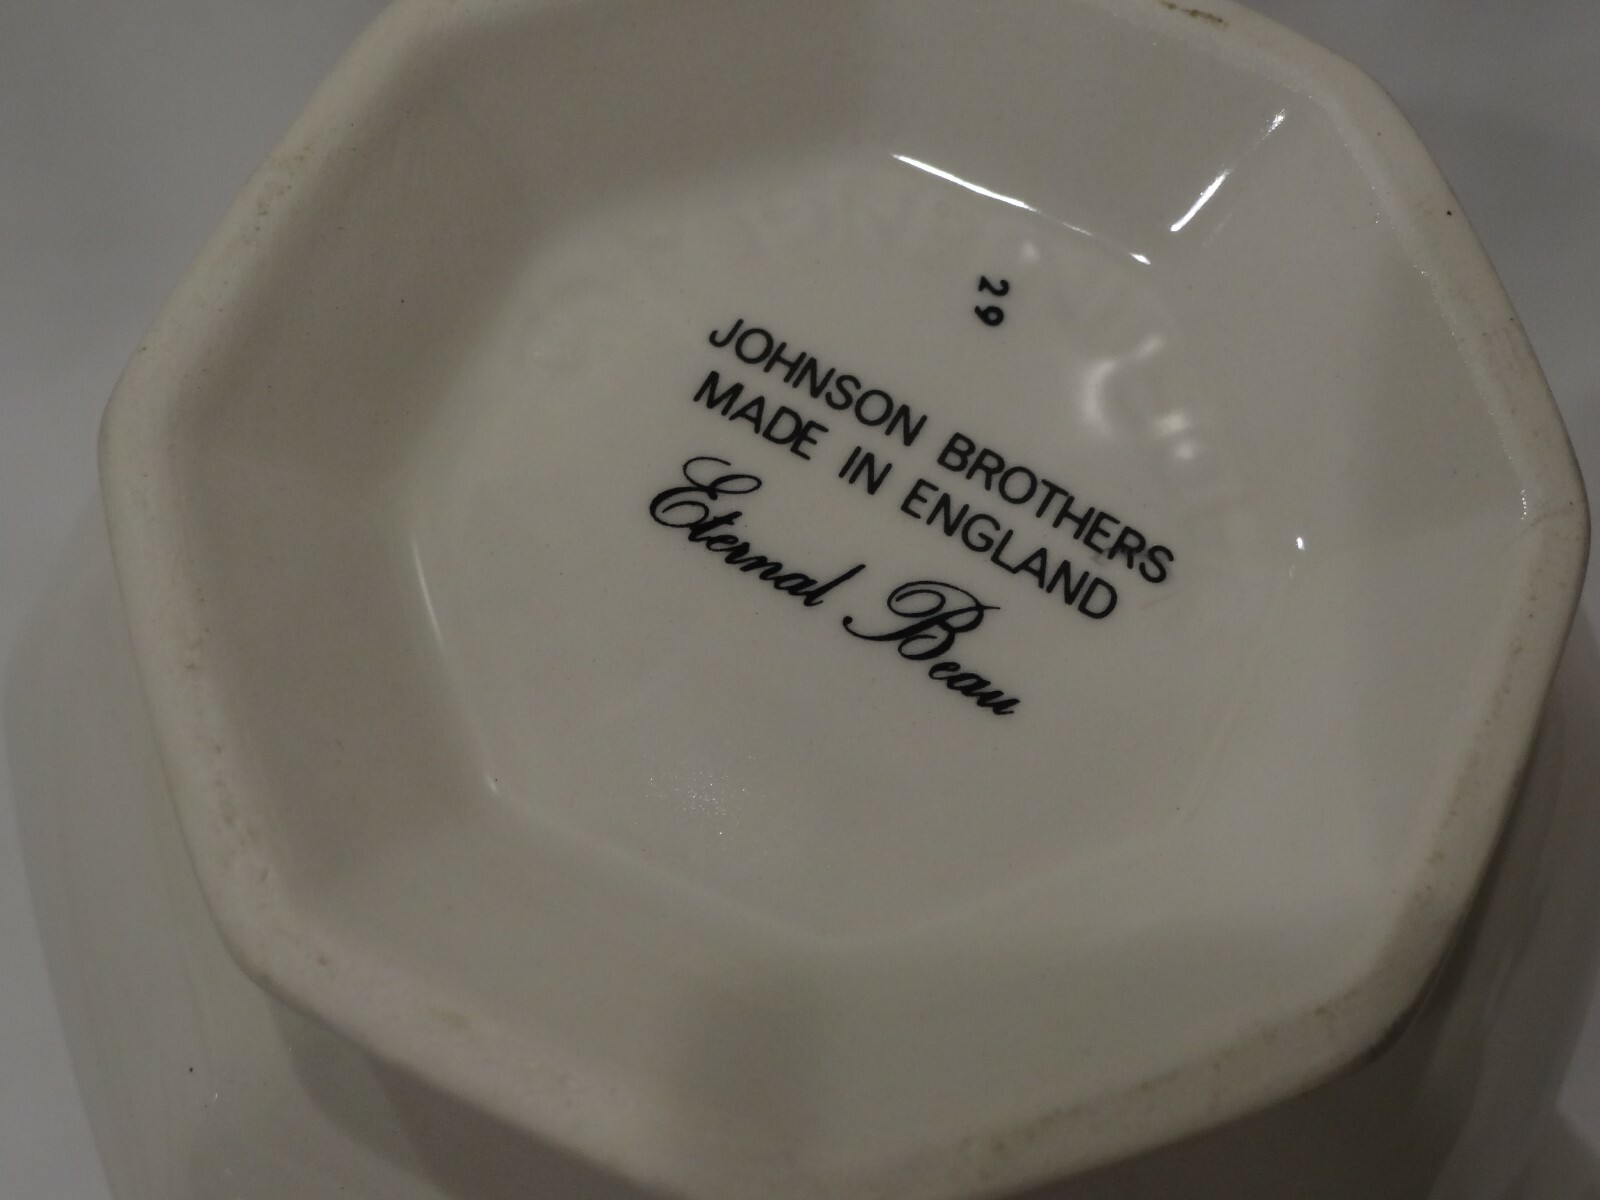 29
JOHNSON BROTHERS
MADE IN ENGLAND
Eternal Beau